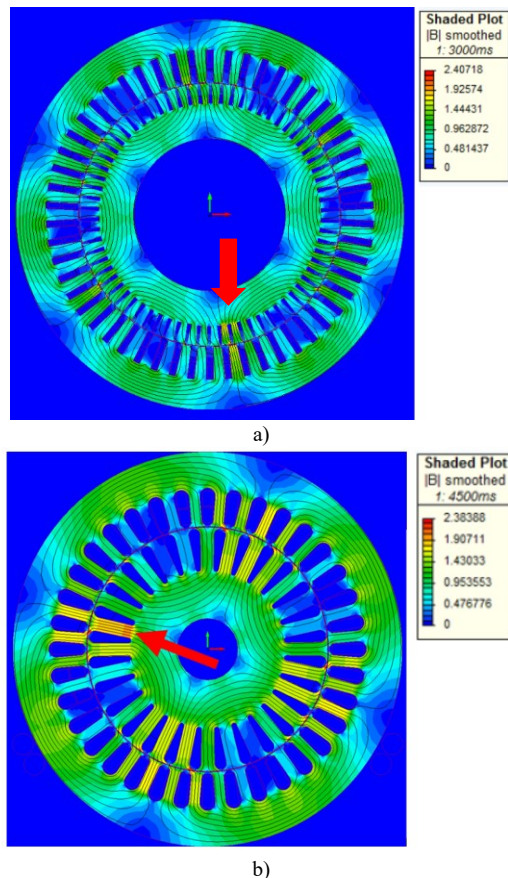 Shaded Plot
|B| smoothed
1: 3000ms
2.40718
1.92574
1.44431
0.962872
0.481437
0
a)
Shaded Plot
|B| smoothed
1: 4500ms
2.38388
1.90711
1.43033
0.953553
0.476776
0
b)